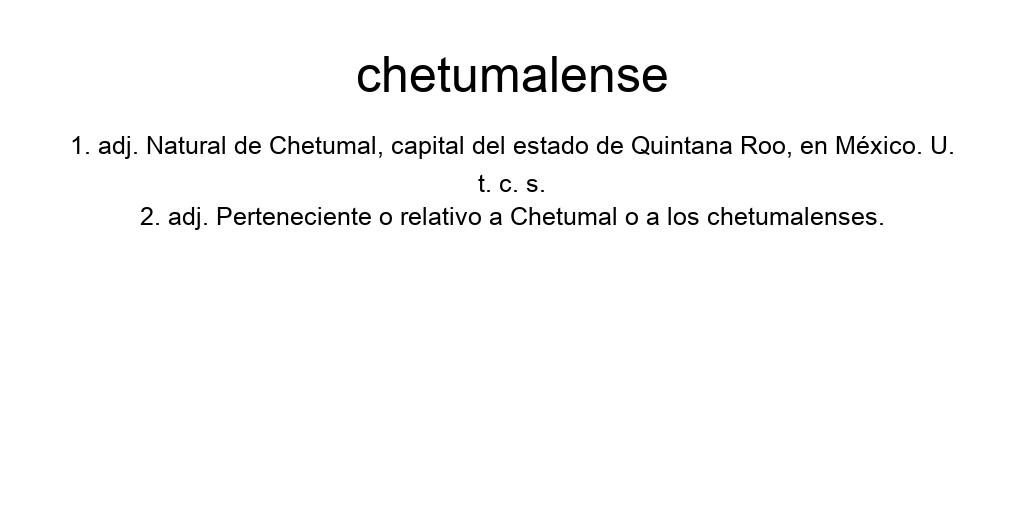 chetumalense
1. adj. Natural de Chetumal, capital del estado de Quintana Roo, en México. U.
t. c. s.
2. adj. Perteneciente o relativo a Chetumal o a los chetumalenses.